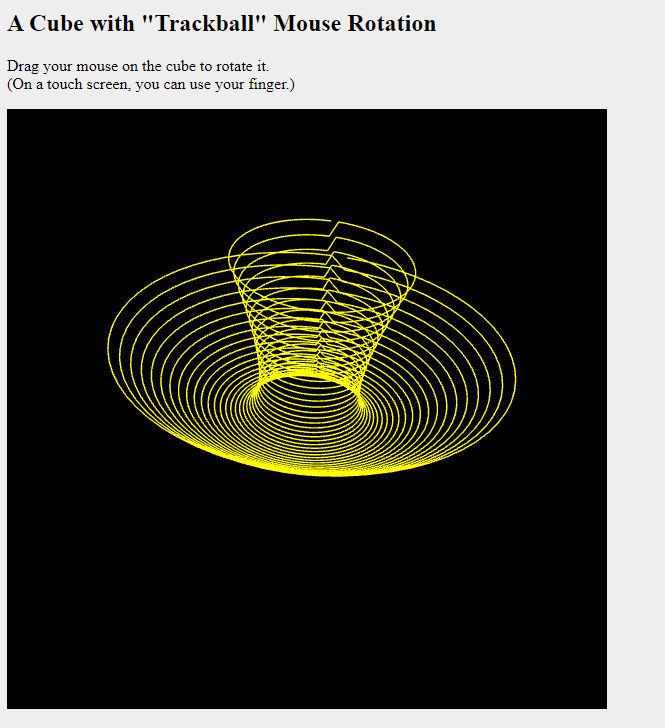 A Cube with "Trackball" Mouse Rotation
Drag your mouse on the cube to rotate it.
(On a touch screen, you can use your finger.)